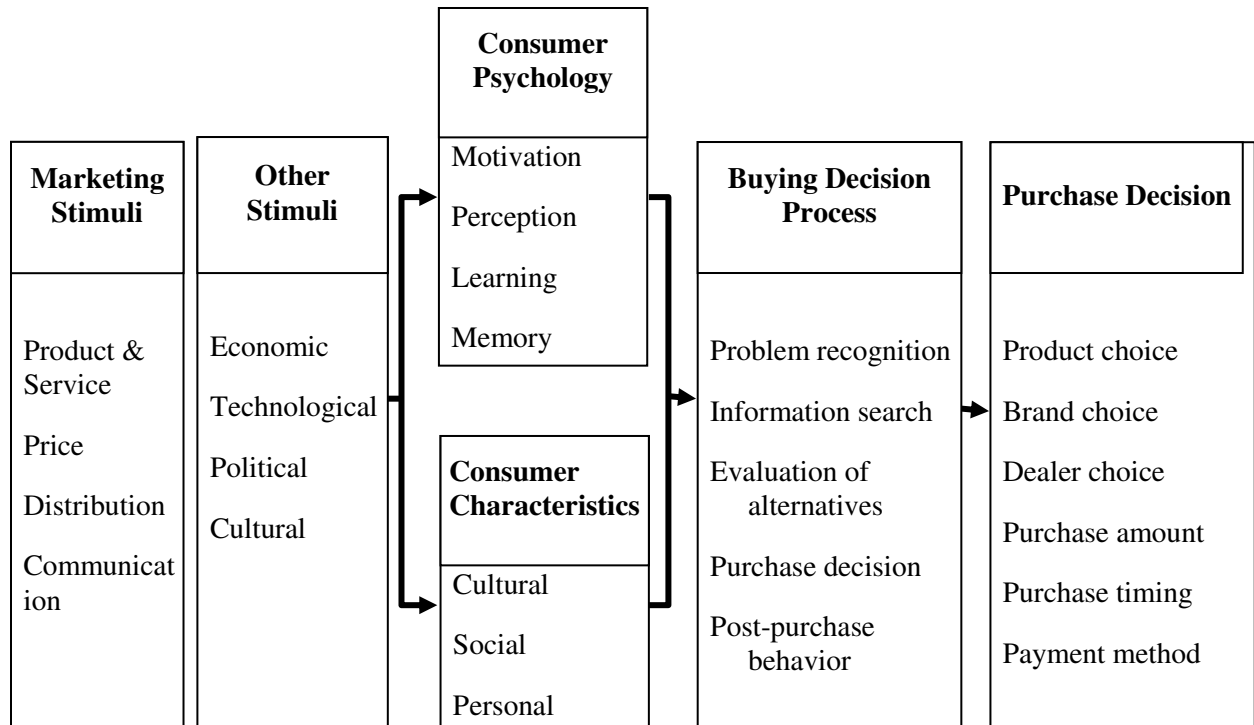 Marketing
Stimuli
Product &
Service
Price
Distribution
Communicat
ion
Other
Stimuli
Economic
Technological
Political
Cultural
Consumer
Psychology
Motivation
Perception
Learning
Memory
Consumer
Characteristics
Cultural
Social
Personal
Buying Decision
Process
Problem recognition
Information search
Evaluation of
alternatives
Purchase decision
Post-purchase
behavior
Purchase Decision
Product choice
Brand choice
Dealer choice
Purchase amount
Purchase timing
Payment method